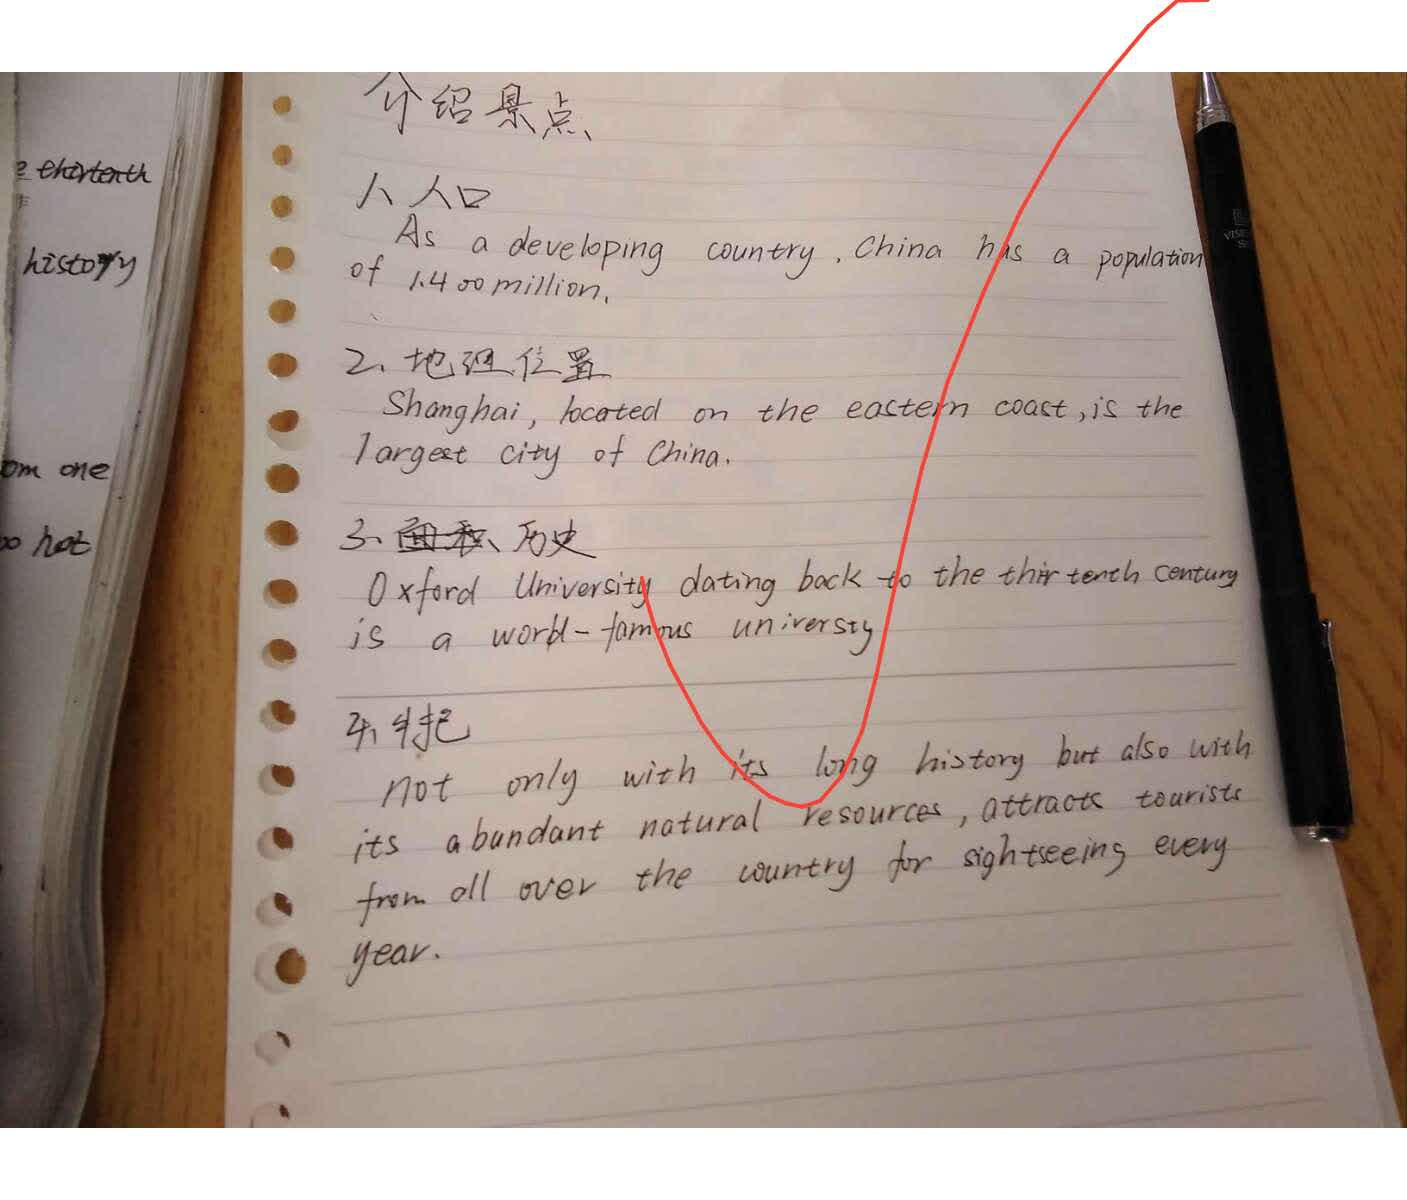 介绍景点
thirtenth
history
om one
oo hot
1、人口
As a developing country, China has a population
of 1.400 million.
2、地理位置
Shanghai, located on the eastern coast, is the
largest city of China.
3、面积、历史
Oxford University dating back to the thirtenth century
is a world-famous universty
4、
not only with its long history but also with
its abundant natural resources, attracts tourists
from all over the country for sightseeing every
year.